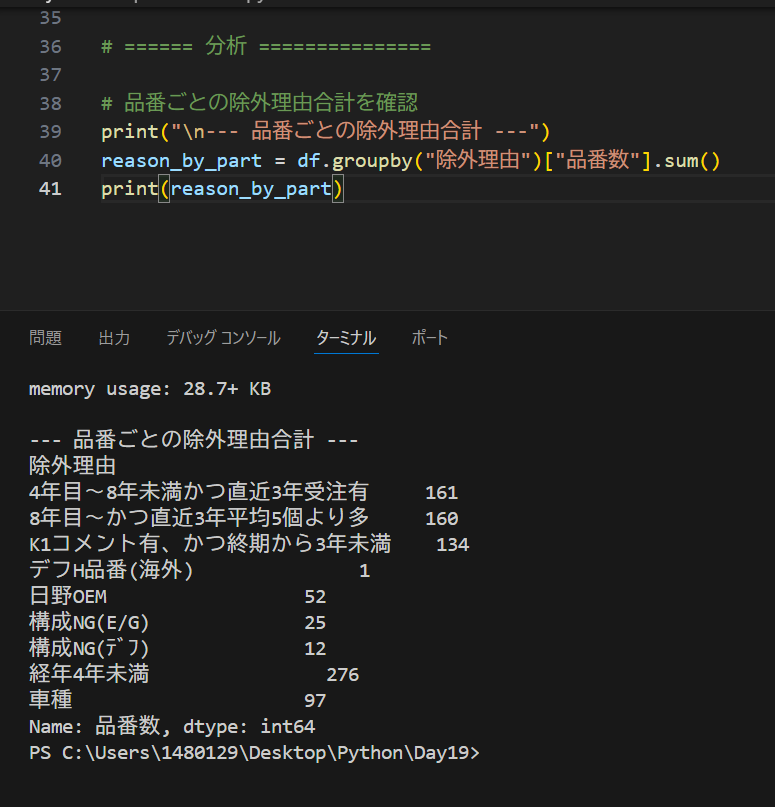 35
36 # ====== 分析 ===============
37
38 # 品番ごとの除外理由合計を確認
39 print("\n--- 品番ごとの除外理由合計 ---")
40 reason_by_part = df.groupby("除外理由")["品番数"].sum()
41 print(reason_by_part)
問題 出力 デバッグ コンソール ターミナル ポート
memory usage: 28.7+ KB
--- 品番ごとの除外理由合計 ---
除外理由
4年目～8年未満かつ直近3年受注有 161
8年目～かつ直近3年平均5個より多 160
K1コメント有、かつ終期から3年未満 134
デフH品番(海外) 1
日野OEM 52
構成NG(E/G) 25
構成NG(ﾃﾞﾌ) 12
経年4年未満 276
車種 97
Name: 品番数, dtype: int64
PS C:\Users\1480129\Desktop\Python\Day19>